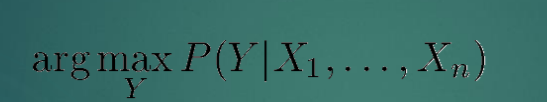 arg max P(Y|X₁, . . . , Xₙ)
Y